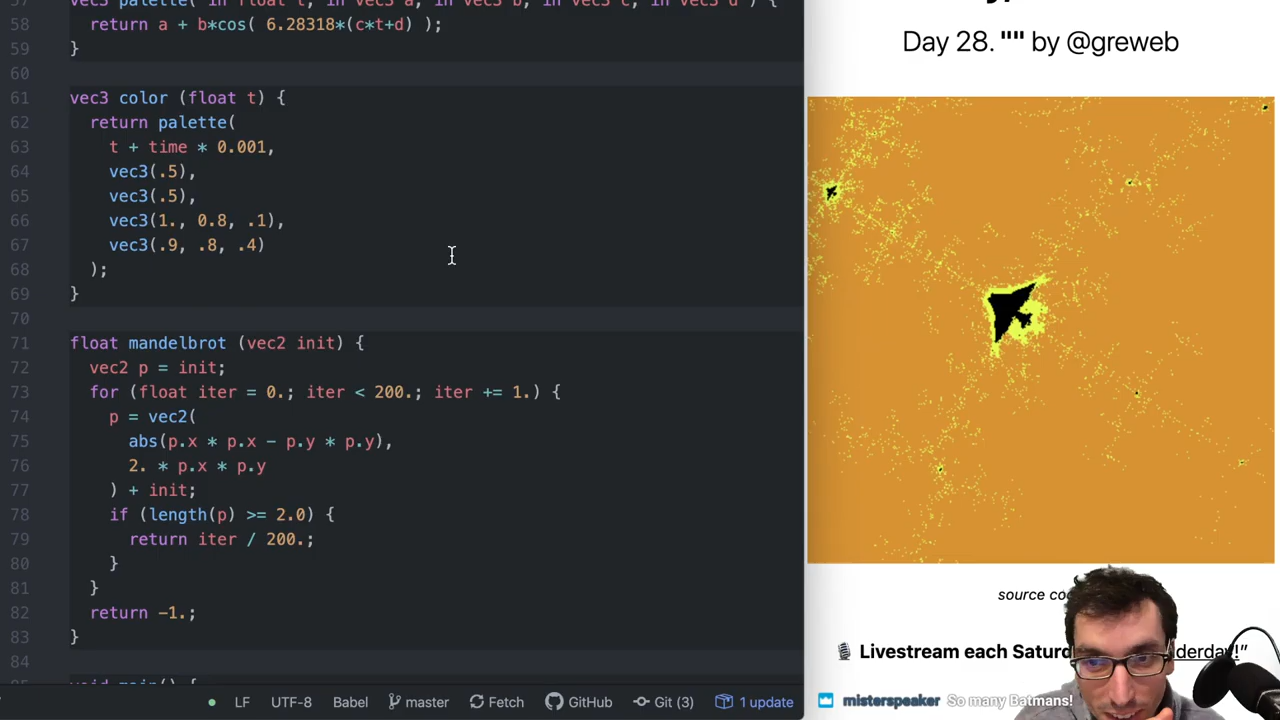 58 return a + b*cos( 6.28318*(c*t+d) );
59 }
60
61 vec3 color (float t) {
62 return palette(
63 t + time * 0.001,
64 vec3(.5),
65 vec3(.5),
66 vec3(1., 0.8, .1),
67 vec3(.9, .8, .4)
68 );
69 }
70
71 float mandelbrot (vec2 init) {
72 vec2 p = init;
73 for (float iter = 0.; iter < 200.; iter += 1.) {
74 p = vec2(
75 abs(p.x * p.x - p.y * p.y),
76 2. * p.x * p.y
77 ) + init;
78 if (length(p) >= 2.0) {
79 return iter / 200.;
80 }
81 }
82 return -1.;
83 }
84
LF UTF-8 Babel master Fetch GitHub Git (3) 1 update
Day 28. "" by @greweb
source
Livestream each
misterspeaker So many Batmans!